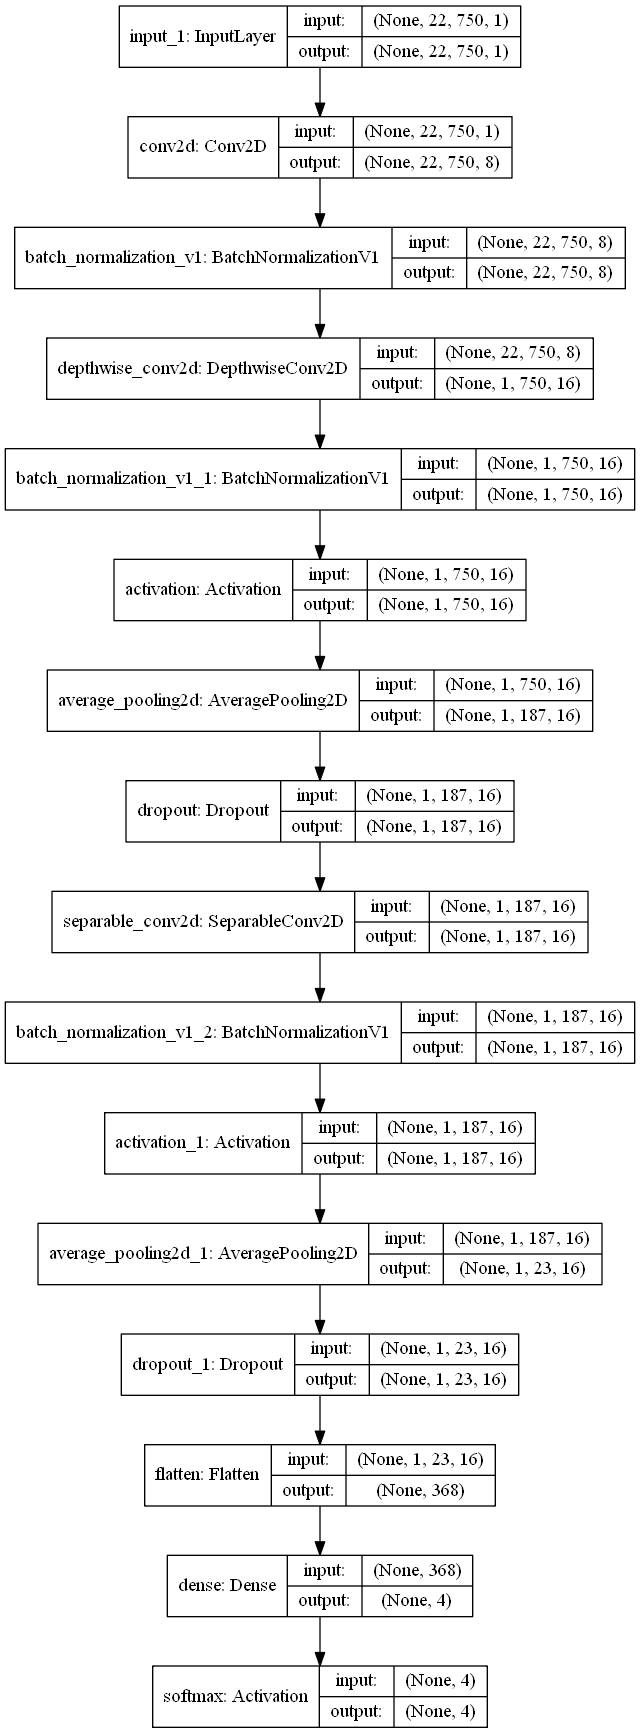 input_1: InputLayer
input: (None, 22, 750, 1)
output: (None, 22, 750, 1)
conv2d: Conv2D
input: (None, 22, 750, 1)
output: (None, 22, 750, 8)
batch_normalization_v1: BatchNormalizationV1
input: (None, 22, 750, 8)
output: (None, 22, 750, 8)
depthwise_conv2d: DepthwiseConv2D
input: (None, 22, 750, 8)
output: (None, 1, 750, 16)
batch_normalization_v1_1: BatchNormalizationV1
input: (None, 1, 750, 16)
output: (None, 1, 750, 16)
activation: Activation
input: (None, 1, 750, 16)
output: (None, 1, 750, 16)
average_pooling2d: AveragePooling2D
input: (None, 1, 750, 16)
output: (None, 1, 187, 16)
dropout: Dropout
input: (None, 1, 187, 16)
output: (None, 1, 187, 16)
separable_conv2d: SeparableConv2D
input: (None, 1, 187, 16)
output: (None, 1, 187, 16)
batch_normalization_v1_2: BatchNormalizationV1
input: (None, 1, 187, 16)
output: (None, 1, 187, 16)
activation_1: Activation
input: (None, 1, 187, 16)
output: (None, 1, 187, 16)
average_pooling2d_1: AveragePooling2D
input: (None, 1, 187, 16)
output: (None, 1, 23, 16)
dropout_1: Dropout
input: (None, 1, 23, 16)
output: (None, 1, 23, 16)
flatten: Flatten
input: (None, 1, 23, 16)
output: (None, 368)
dense: Dense
input: (None, 368)
output: (None, 4)
softmax: Activation
input: (None, 4)
output: (None, 4)